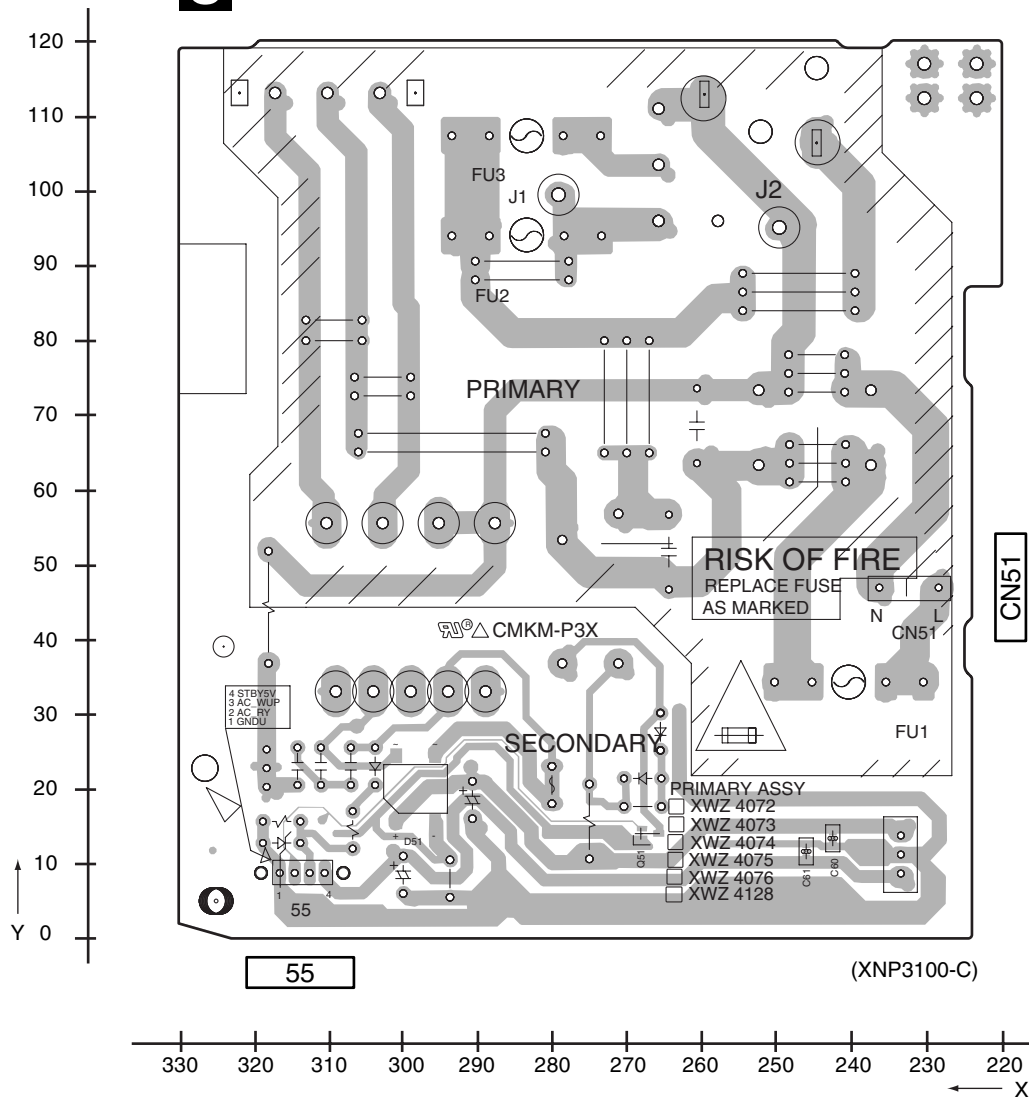 120
110
100
90
80
70
60
50
40
30
20
10
Y 0
FU3
J1
J2
FU2
PRIMARY
RISK OF FIRE
REPLACE FUSE
AS MARKED
N L
CN51
CN51
CMKM-P3X
4 STBY5V
3 AC_WUP
2 AC_RY
1 GNDU
FU1
SECONDARY
PRIMARY ASSY
XWZ 4072
XWZ 4073
XWZ 4074
XWZ 4075
XWZ 4076
XWZ 4128
D51
Q51
C61
C60
1 4
55
55
(XNP3100-C)
330 320 310 300 290 280 270 260 250 240 230 220
X